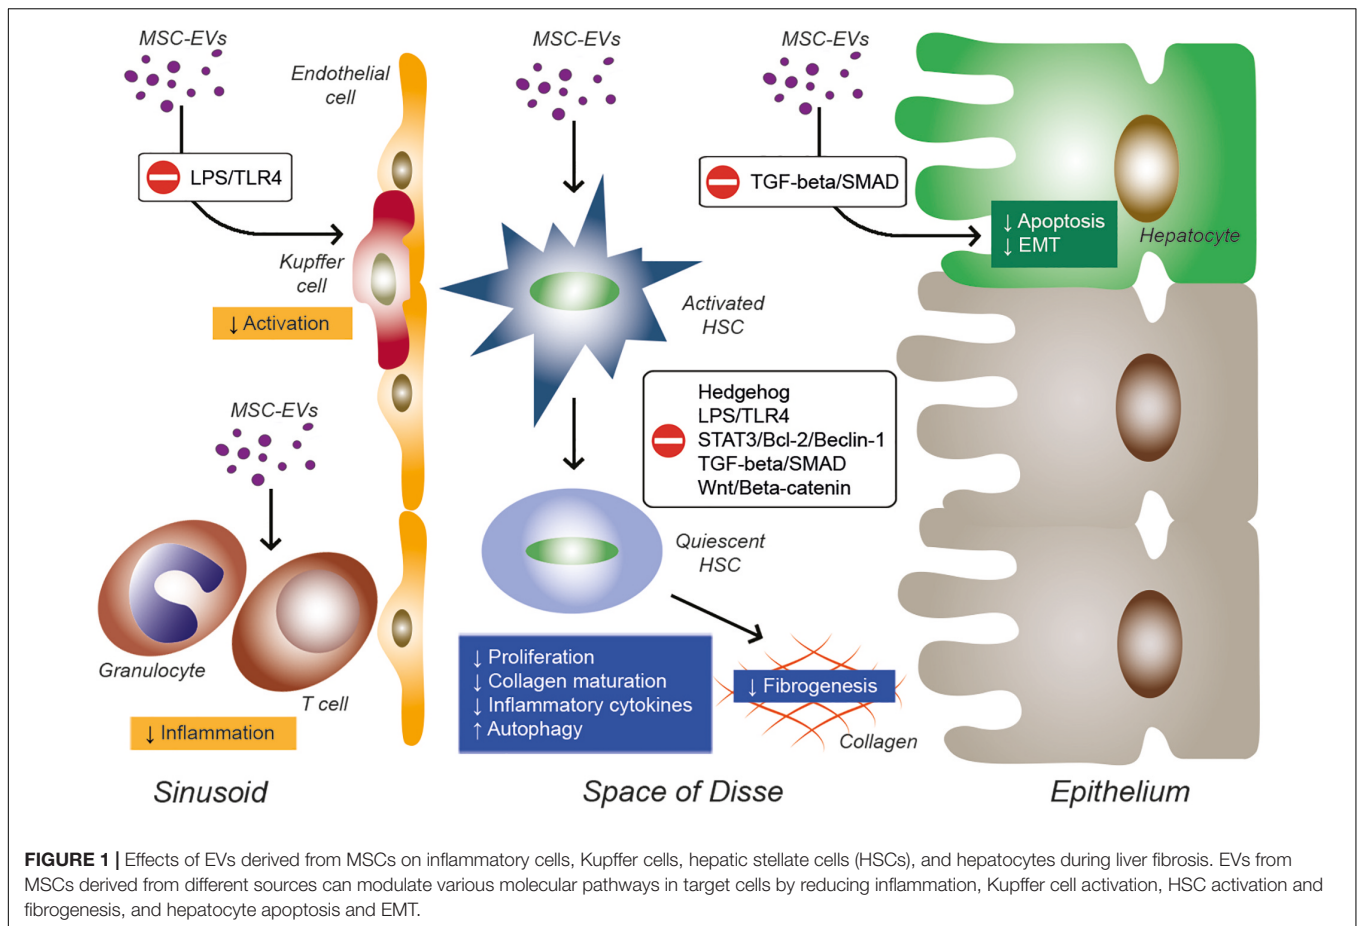 MSC-EVs
Endothelial
cell
LPS/TLR4
Kupffer
cell
↓ Activation
MSC-EVs
Granulocyte
T cell
↓ Inflammation
Sinusoid
MSC-EVs
Activated
HSC
Hedgehog
LPS/TLR4
STAT3/Bcl-2/Beclin-1
TGF-beta/SMAD
Wnt/Beta-catenin
Quiescent
HSC
↓ Proliferation
↓ Collagen maturation
↓ Inflammatory cytokines
↑ Autophagy
↓ Fibrogenesis
Collagen
Space of Disse
MSC-EVs
TGF-beta/SMAD
↓ Apoptosis
↓ EMT
Hepatocyte
Epithelium
FIGURE 1 | Effects of EVs derived from MSCs on inflammatory cells, Kupffer cells, hepatic stellate cells (HSCs), and hepatocytes during liver fibrosis. EVs from
MSCs derived from different sources can modulate various molecular pathways in target cells by reducing inflammation, Kupffer cell activation, HSC activation and
fibrogenesis, and hepatocyte apoptosis and EMT.